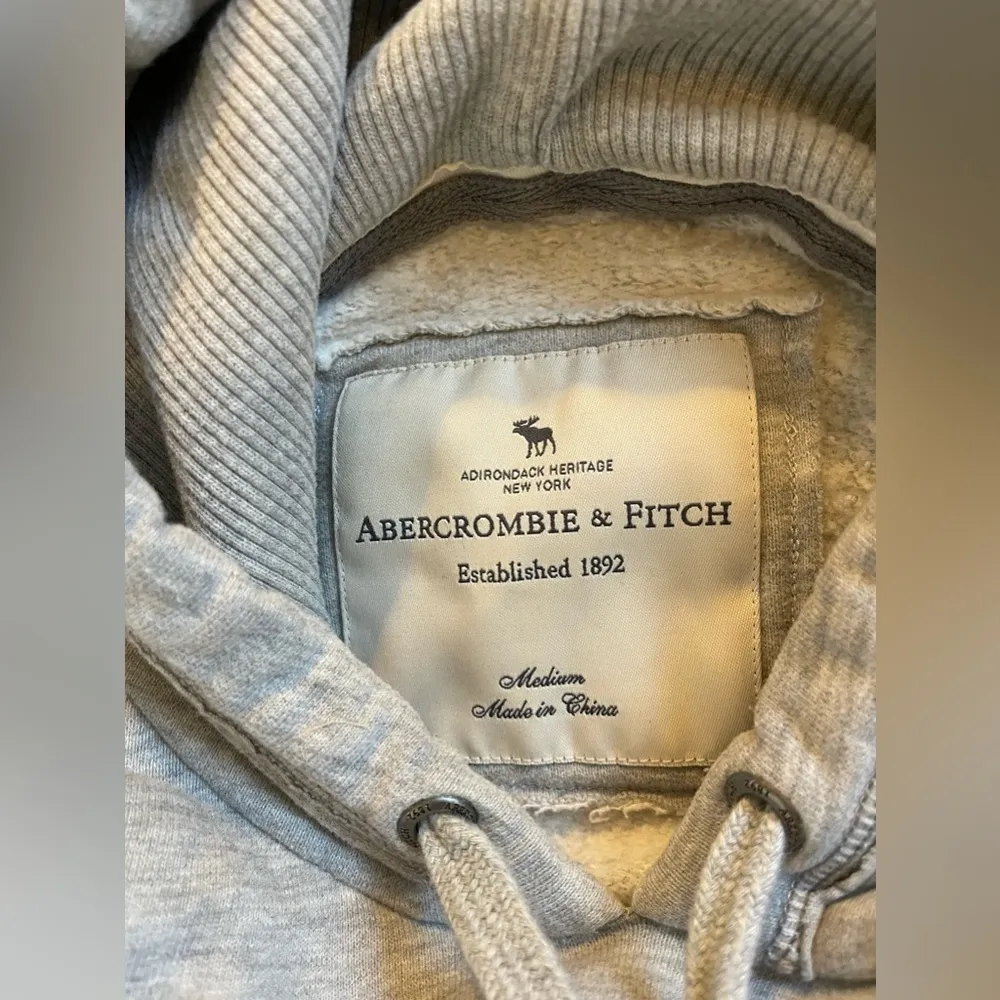 ADIRONDACK HERITAGE
NEW YORK
ABERCROMBIE & FITCH
Established 1892
Medium
Made in China